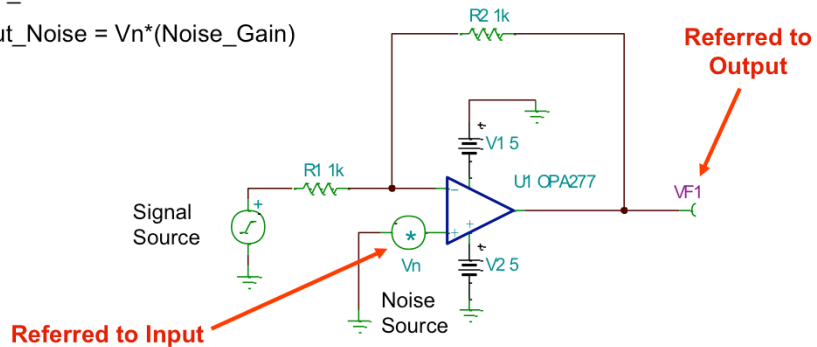 ut_Noise = Vn*(Noise_Gain)
R2 1k
Referred to
Output
V1 5
R1 1k
U1 OPA277
VF1
Signal
Source
Vn
V2 5
Noise
Source
Referred to Input